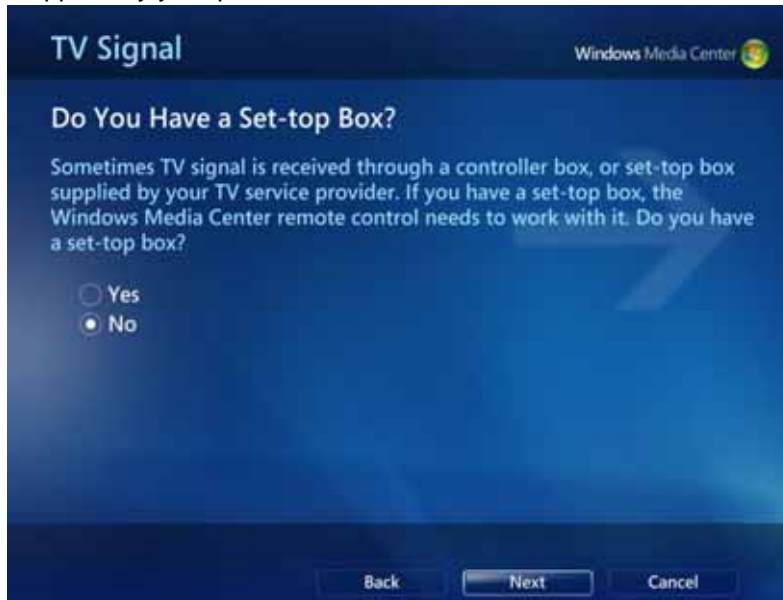 TV Signal
Windows Media Center
Do You Have a Set-top Box?
Sometimes TV signal is received through a controller box, or set-top box
supplied by your TV service provider. If you have a set-top box, the
Windows Media Center remote control needs to work with it. Do you have
a set-top box?
Yes
No
Back Next Cancel